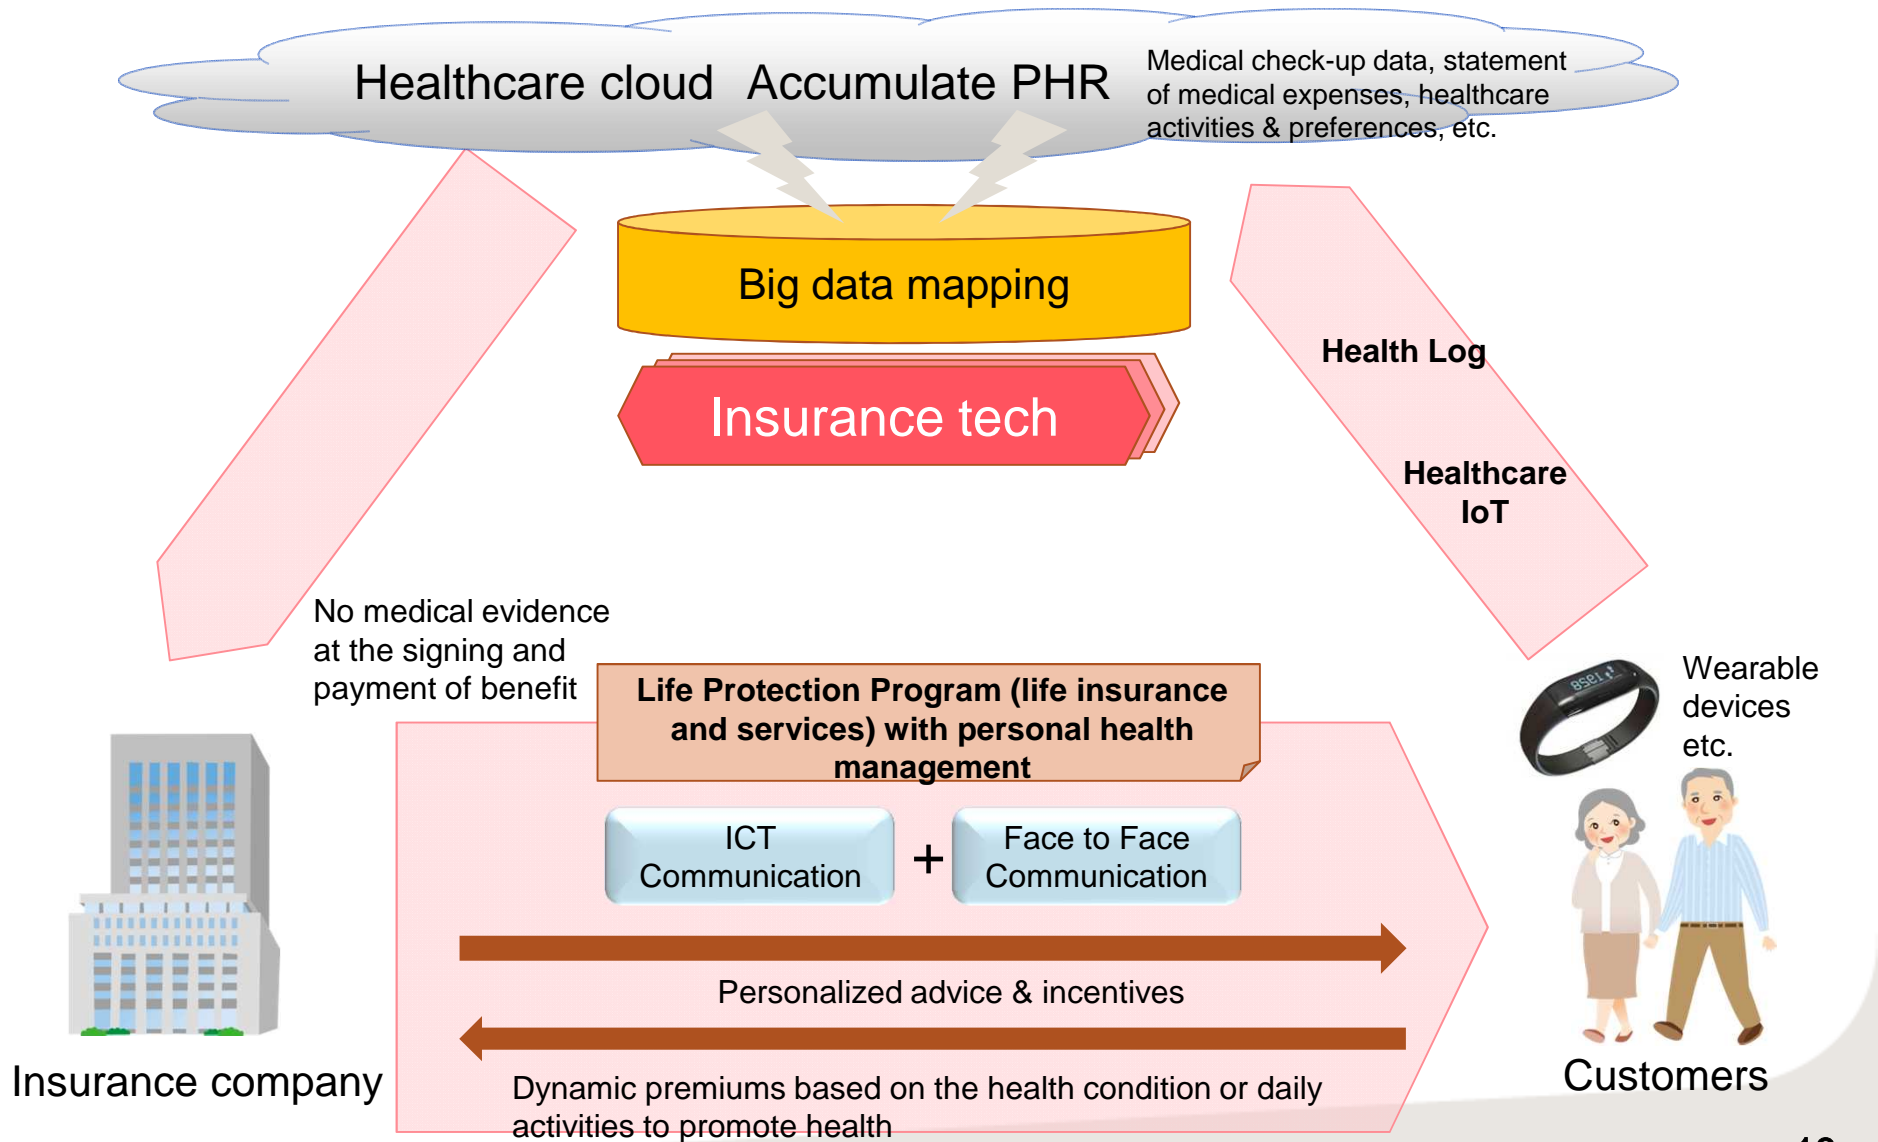 Healthcare cloud Accumulate PHR
Medical check-up data, statement
of medical expenses, healthcare
activities & preferences, etc.
Big data mapping
Insurance tech
Health Log
Healthcare
IoT
No medical evidence
at the signing and
payment of benefit
Life Protection Program (life insurance
and services) with personal health
management
Wearable
devices
etc.
ICT
Communication
+
Face to Face
Communication
Personalized advice & incentives
Dynamic premiums based on the health condition or daily
activities to promote health
Insurance company
Customers